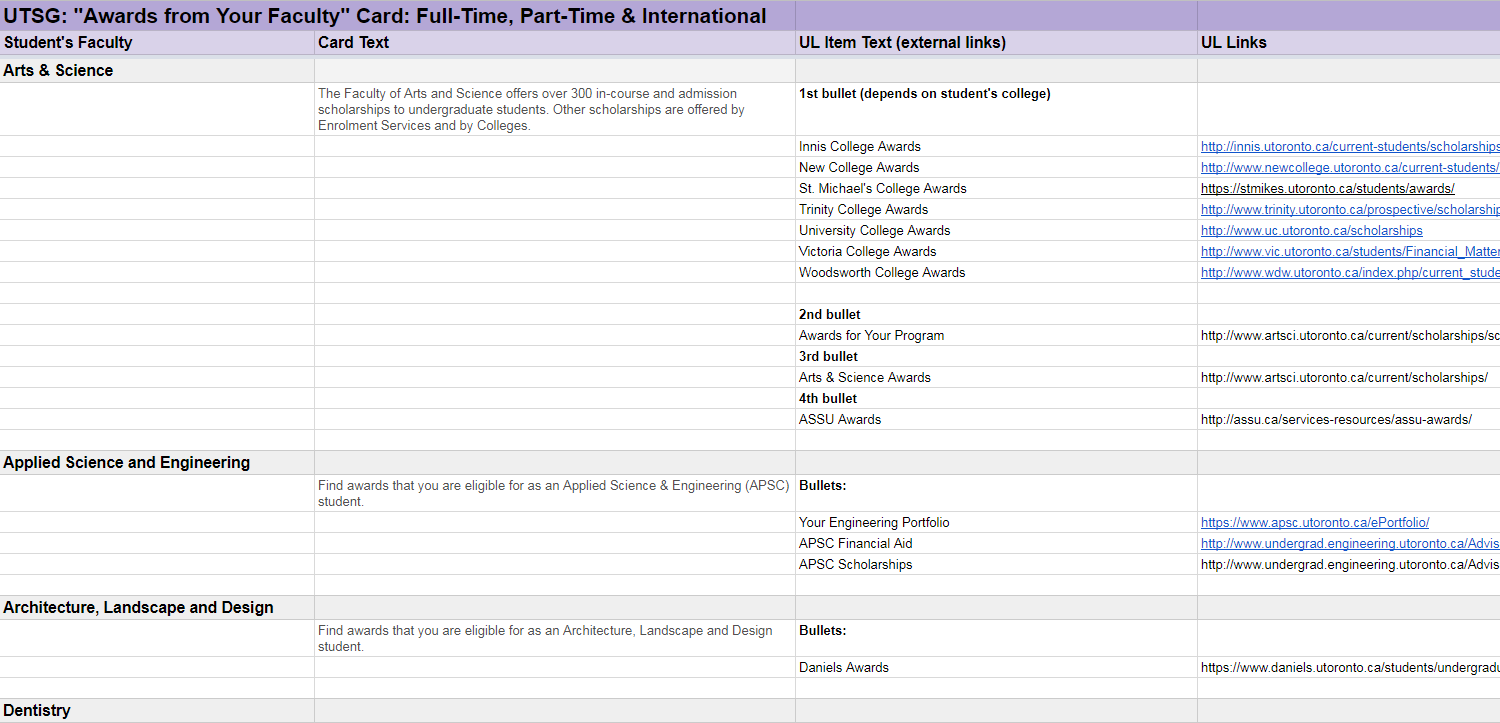 UTSG: "Awards from Your Faculty" Card: Full-Time, Part-Time & International
Student's Faculty Card Text UL Item Text (external links) UL Links
Arts & Science
The Faculty of Arts and Science offers over 300 in-course and admission 1st bullet (depends on student's college)
scholarships to undergraduate students. Other scholarships are offered by
Enrolment Services and by Colleges.
Innis College Awards http://innis.utoronto.ca/current-students/scholarships
New College Awards http://www.newcollege.utoronto.ca/current-students/
St. Michael's College Awards https://stmikes.utoronto.ca/students/awards/
Trinity College Awards http://www.trinity.utoronto.ca/prospective/scholarship
University College Awards http://www.uc.utoronto.ca/scholarships
Victoria College Awards http://www.vic.utoronto.ca/students/Financial_Matter
Woodsworth College Awards http://www.wdw.utoronto.ca/index.php/current_stude
2nd bullet
Awards for Your Program http://www.artsci.utoronto.ca/current/scholarships/sc
3rd bullet
Arts & Science Awards http://www.artsci.utoronto.ca/current/scholarships/
4th bullet
ASSU Awards http://assu.ca/services-resources/assu-awards/
Applied Science and Engineering
Find awards that you are eligible for as an Applied Science & Engineering (APSC) Bullets:
student.
Your Engineering Portfolio https://www.apsc.utoronto.ca/ePortfolio/
APSC Financial Aid http://www.undergrad.engineering.utoronto.ca/Advis
APSC Scholarships http://www.undergrad.engineering.utoronto.ca/Advis
Architecture, Landscape and Design
Find awards that you are eligible for as an Architecture, Landscape and Design Bullets:
student.
Daniels Awards https://www.daniels.utoronto.ca/students/undergradu
Dentistry